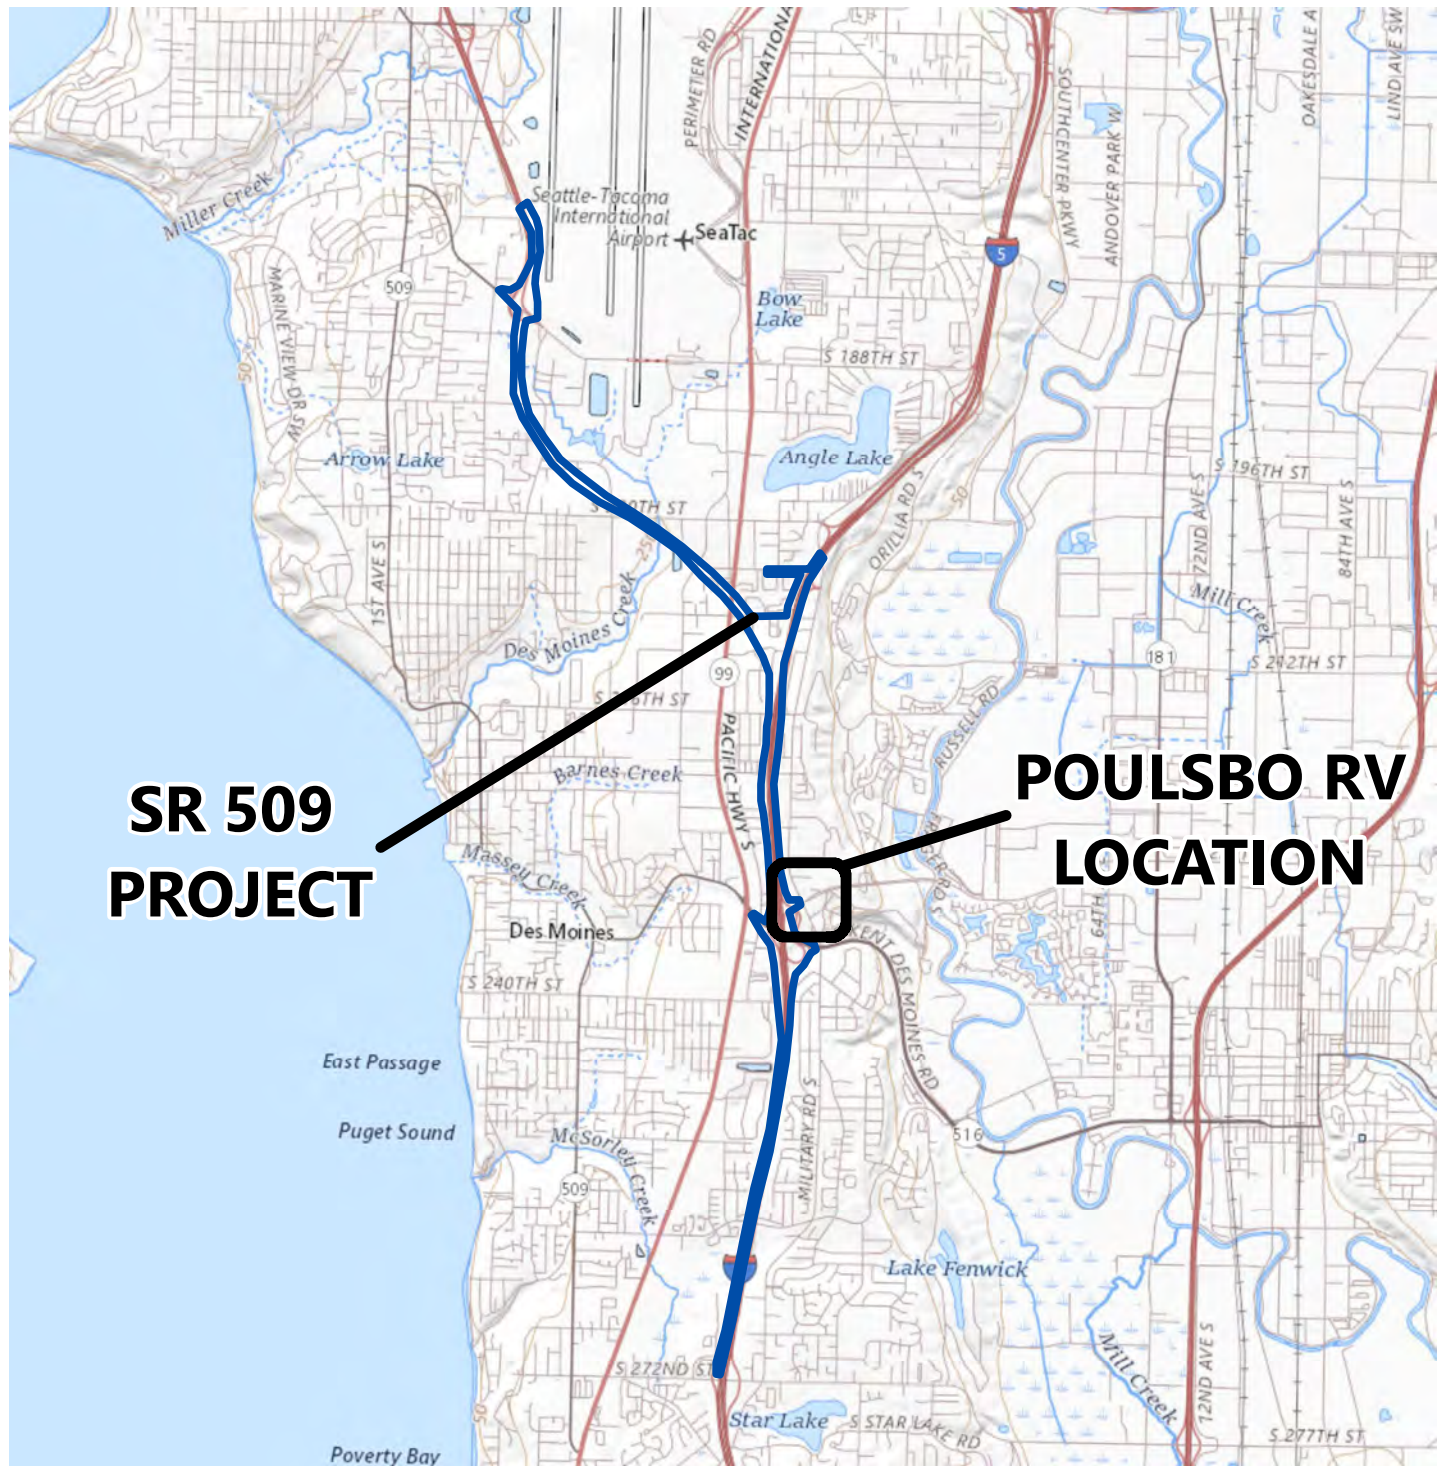 PERIMETER RD
INTERNATIONA
SOUTHCENTER PKWY
ANDOVER PARK W
OAKESDALE A
LIND AVE SW
Miller Creek
Seattle-Tacoma
International
Airport
SeaTac
5
509
MARINE VIEW DR SW
50
Bow
Lake
S 188TH ST
Arrow Lake
Angle Lake
ORILLIA RD S
50
S 196TH ST
72ND AVE S
84TH AVE S
1ST AVE S
Des Moines Creek
Mill Creek
181
S 212TH ST
99
PACIFIC HWY S
RUSSELL RD
Barnes Creek
SR 509
PROJECT
POULSBO RV
LOCATION
Massey Creek
Des Moines
64TH
KENT DES MOINES RD
S 240TH ST
East Passage
Puget Sound
MILITARY RD S
McSorley Creek
516
509
Lake Fenwick
S 272ND ST
Mill Creek
Star Lake
S STAR LAKE RD
S 277TH ST
50
Poverty Bay